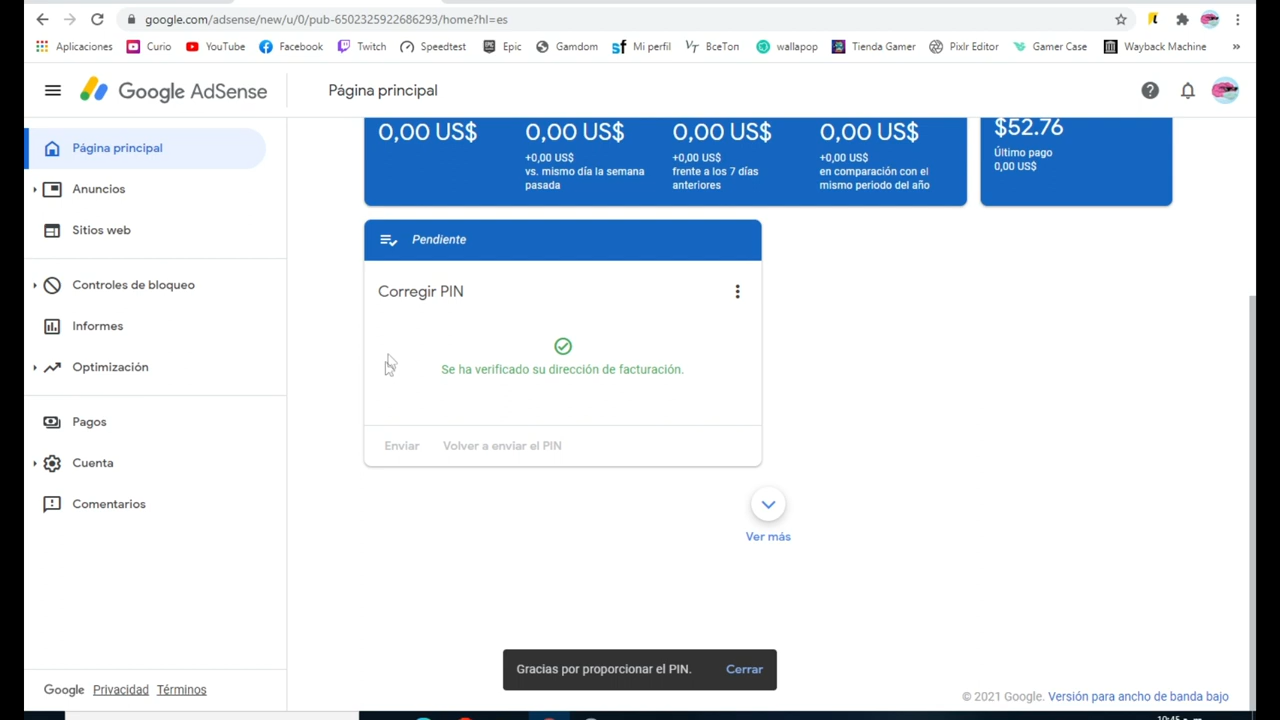 google.com/adsense/new/u/0/pub-6502325922686293/home?hl=es
Aplicaciones Curio YouTube Facebook Twitch Speedtest Epic Gamdom Mi perfil BceTon wallapop Tienda Gamer Pixlr Editor Gamer Case Wayback Machine »
Google AdSense Página principal
Página principal
Anuncios
Sitios web
Controles de bloqueo
Informes
Optimización
Pagos
Cuenta
Comentarios
Google Privacidad Términos
0,00 US$ 0,00 US$ 0,00 US$ 0,00 US$ $52.76
+0,00 US$ +0,00 US$ +0,00 US$ Último pago
vs. mismo día la semana frente a los 7 días en comparación con el 0,00 US$
pasada anteriores mismo periodo del año
Pendiente
Corregir PIN
Se ha verificado su dirección de facturación.
Enviar Volver a enviar el PIN
Ver más
Gracias por proporcionar el PIN. Cerrar
© 2021 Google. Versión para ancho de banda bajo